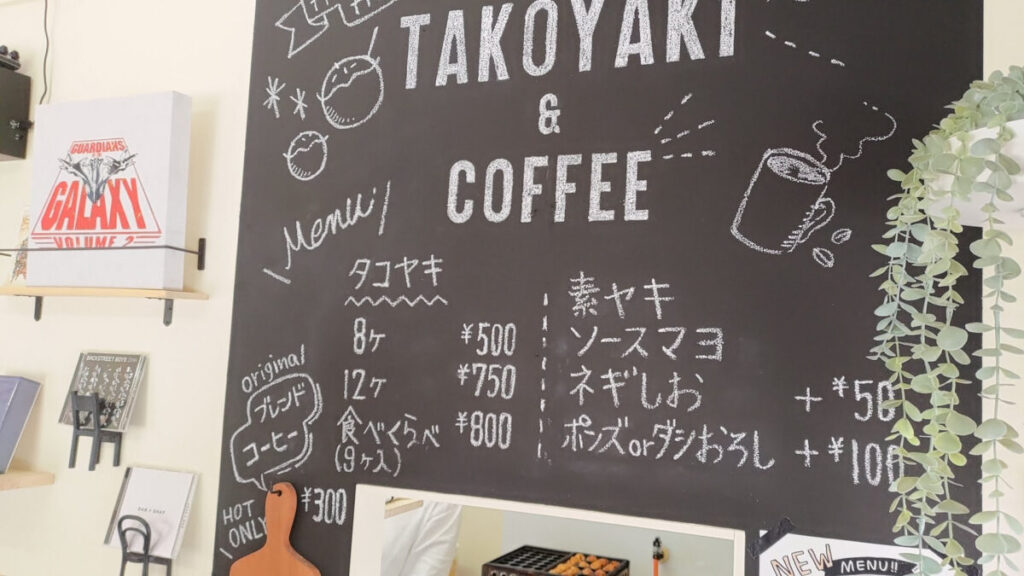 TAKOYAKI
&
COFFEE
Menu
タコヤキ
8ヶ ¥500
12ヶ ¥750
食べくらべ ¥800
(9ヶ入)
素ヤキ
ソースマヨ
ネギしお +¥50
ポンズorダシおろし +¥100
original
ブレンド
コーヒー
¥300
HOT
ONLY
GUARDIANS
GALAXY
VOLUME 2
BACKSTREET BOYS
NEW
MENU!!